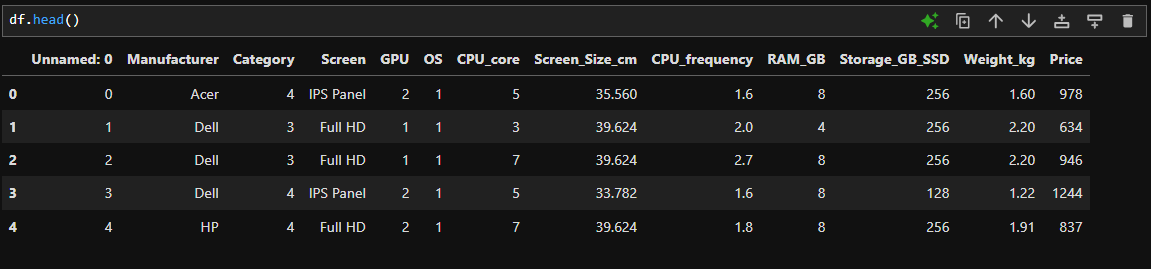 df.head()
Unnamed: 0 Manufacturer Category Screen GPU OS CPU_core Screen_Size_cm CPU_frequency RAM_GB Storage_GB_SSD Weight_kg Price
0 0 Acer 4 IPS Panel 2 1 5 35.560 1.6 8 256 1.60 978
1 1 Dell 3 Full HD 1 1 3 39.624 2.0 4 256 2.20 634
2 2 Dell 3 Full HD 1 1 7 39.624 2.7 8 256 2.20 946
3 3 Dell 4 IPS Panel 2 1 5 33.782 1.6 8 128 1.22 1244
4 4 HP 4 Full HD 2 1 7 39.624 1.8 8 256 1.91 837